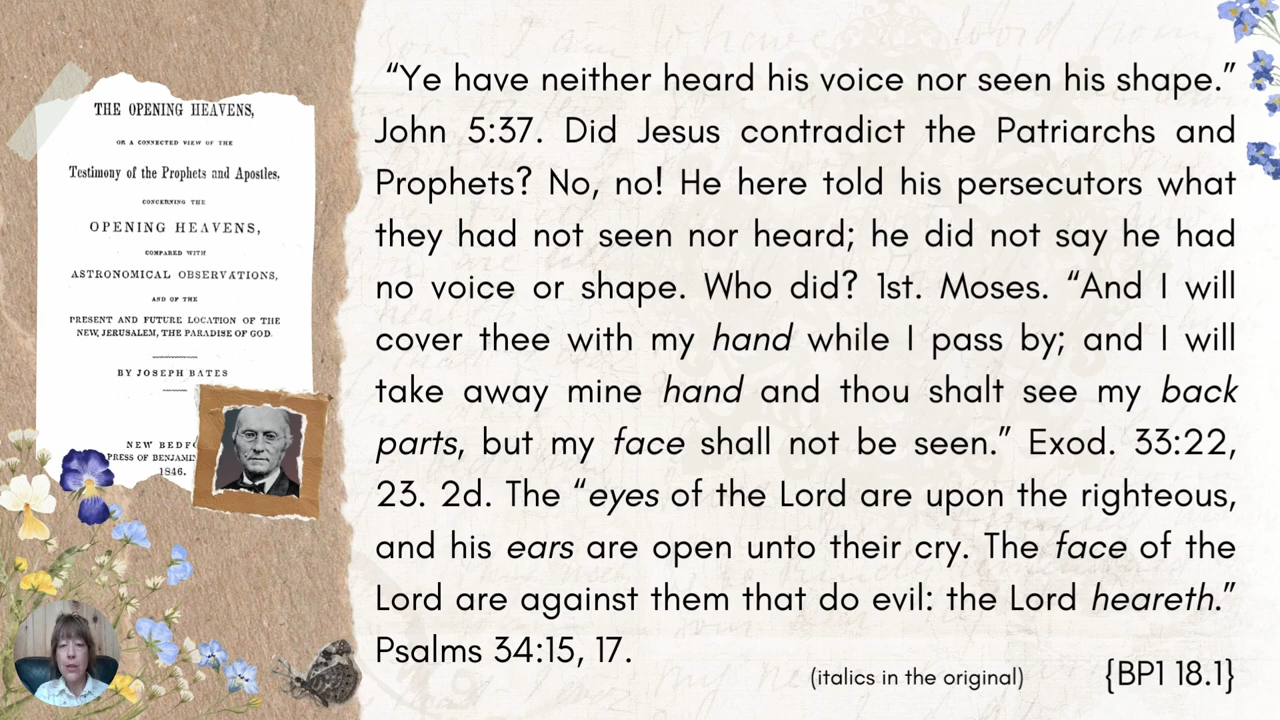 THE OPENING HEAVENS,
OR A CONNECTED VIEW OF THE
Testimony of the Prophets and Apostles,
CONCERNING THE
OPENING HEAVENS,
COMPARED WITH
ASTRONOMICAL OBSERVATIONS,
AND OF THE
PRESENT AND FUTURE LOCATION OF THE
NEW, JERUSALEM, THE PARADISE OF GOD.
BY JOSEPH BATES
NEW
PRESS OF
1846.
“Ye have neither heard his voice nor seen his shape.”
John 5:37. Did Jesus contradict the Patriarchs and
Prophets? No, no! He here told his persecutors what
they had not seen nor heard; he did not say he had
no voice or shape. Who did? 1st. Moses. “And I will
cover thee with my hand while I pass by; and I will
take away mine hand and thou shalt see my back
parts, but my face shall not be seen.” Exod. 33:22,
23. 2d. The “eyes of the Lord are upon the righteous,
and his ears are open unto their cry. The face of the
Lord are against them that do evil: the Lord heareth.”
Psalms 34:15, 17.
(italics in the original)
{BP1 18.1}